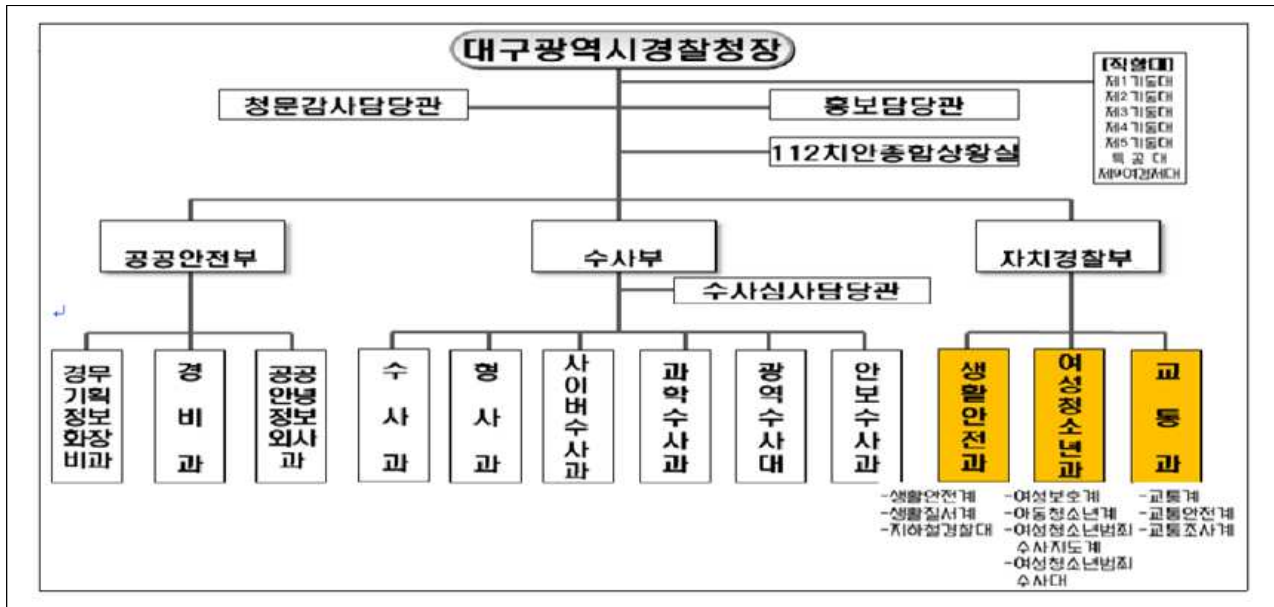 대구광역시경찰청장
[직할대]
제1기동대
제2기동대
제3기동대
제4기동대
제5기동대
특 공 대
청문감사담당관
홍보담당관
112치안종합상황실
공공안전부
수사부
자치경찰부
수사심사담당관
경무
기획
정보
화장
비과
경비과
공공
안녕
정보
외사
과
수사과
형사과
사이버수사과
과학수사과
광역수사대
안보수사과
생활안전과
여성청소년과
교통과
-생활안전계
-생활질서계
-지하철경찰대
-여성보호계
-아동청소년계
-여성청소년범죄
수사지도계
-여성청소년범죄
수사대
-교통계
-교통안전계
-교통조사계